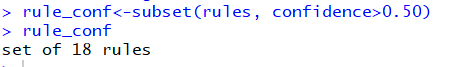 > rule_conf<-subset(rules, confidence>0.50)
> rule_conf
set of 18 rules
>